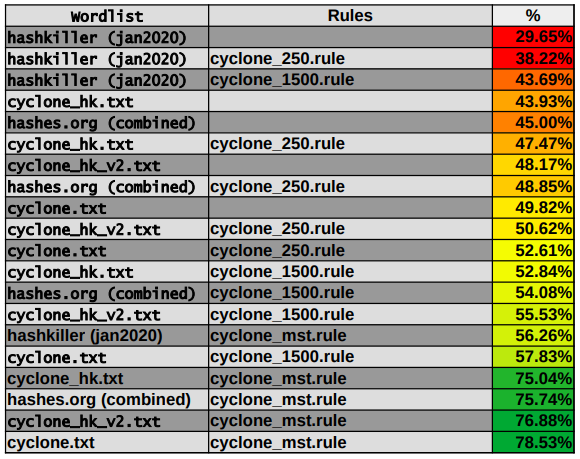 Wordlist Rules %
hashkiller (jan2020) 29.65%
hashkiller (jan2020) cyclone_250.rule 38.22%
hashkiller (jan2020) cyclone_1500.rule 43.69%
cyclone_hk.txt 43.93%
hashes.org (combined) 45.00%
cyclone_hk.txt cyclone_250.rule 47.47%
cyclone_hk_v2.txt 48.17%
hashes.org (combined) cyclone_250.rule 48.85%
cyclone.txt 49.82%
cyclone_hk_v2.txt cyclone_250.rule 50.62%
cyclone.txt cyclone_250.rule 52.61%
cyclone_hk.txt cyclone_1500.rule 52.84%
hashes.org (combined) cyclone_1500.rule 54.08%
cyclone_hk_v2.txt cyclone_1500.rule 55.53%
hashkiller (jan2020) cyclone_mst.rule 56.26%
cyclone.txt cyclone_1500.rule 57.83%
cyclone_hk.txt cyclone_mst.rule 75.04%
hashes.org (combined) cyclone_mst.rule 75.74%
cyclone_hk_v2.txt cyclone_mst.rule 76.88%
cyclone.txt cyclone_mst.rule 78.53%